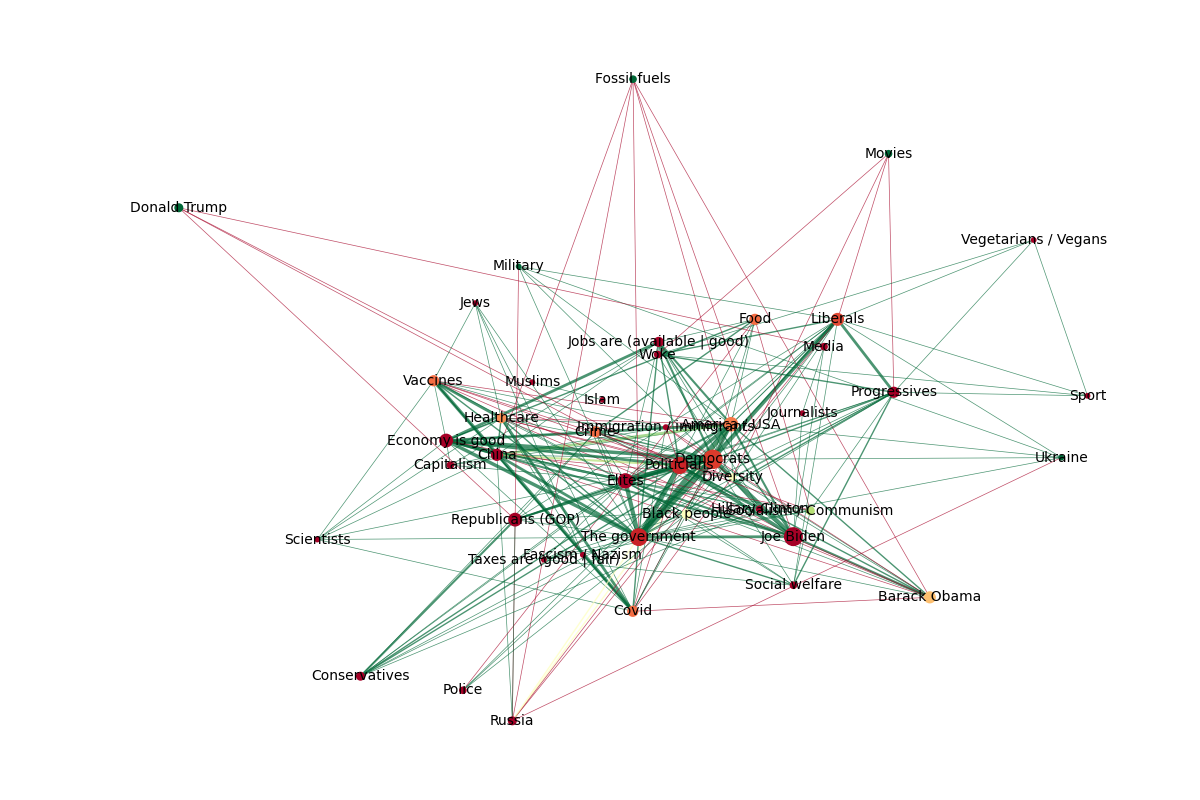 Fossil fuels
Movies
Donald Trump
Vegetarians / Vegans
Military
Jews
Food
Liberals
Jobs are (available | good)
Media
Woke
Vaccines
Muslims
Progressives
Sport
Islam
Journalists
Healthcare
Immigration / immigrants
America / USA
Crime
Economy is good
China
Democrats
Ukraine
Capitalism
Politicians
Diversity
Elites
Hillary Clinton
Socialism / Communism
Black people
Republicans (GOP)
The government
Joe Biden
Scientists
Fascism / Nazism
Taxes are (good | fair)
Social welfare
Barack Obama
Covid
Conservatives
Police
Russia